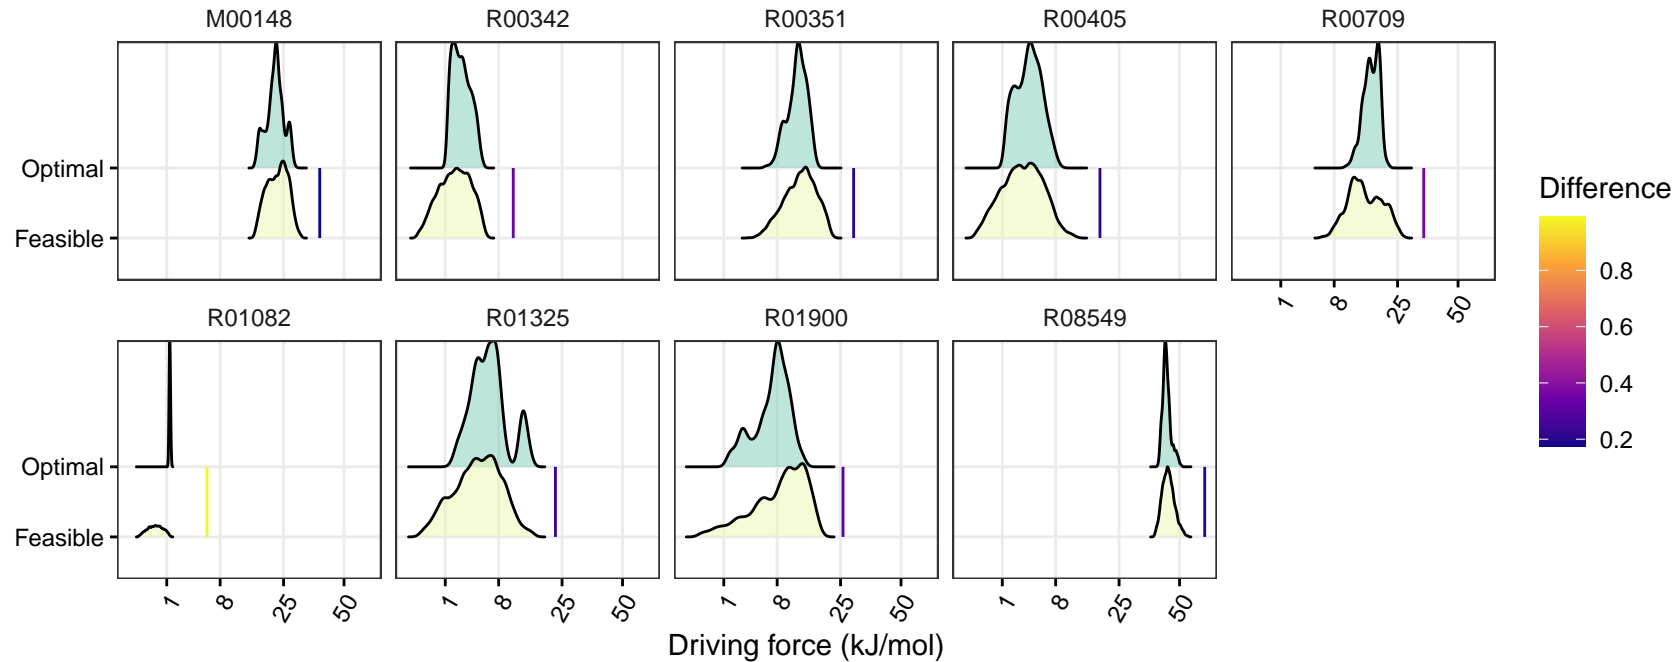 M00148 R00342 R00351 R00405 R00709
Optimal
Feasible
1 8 25 50
Difference
0.8
0.6
0.4
0.2
R01082 R01325 R01900 R08549
Optimal
Feasible
1 8 25 50 1 8 25 50 1 8 25 50 1 8 25 50
Driving force (kJ/mol)